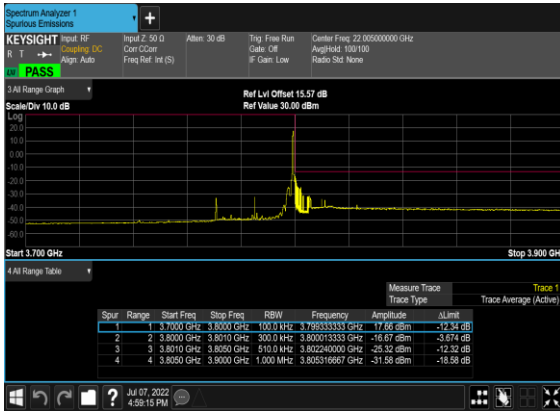 Spectrum Analyzer 1
Spurious Emissions
+
KEYSIGHT Input: RF Input Z: 50 Ω Atten: 30 dB Trig: Free Run Center Freq: 22.005000000 GHz
R T Coupling: DC Corr CCorr Gate: Off Avg|Hold: 100/100
Align: Auto Freq Ref: Int (S) IF Gain: Low Radio Std: None
PASS
3 All Range Graph
Ref Lvl Offset 15.57 dB
Scale/Div 10.0 dB Ref Value 30.00 dBm
Log
20.0
10.0
0.00
-10.0
-20.0
-30.0
-40.0
-50.0
-60.0
Start 3.700 GHz Stop 3.900 GH
4 All Range Table
Measure Trace Trace 1
Trace Type Trace Average (Active)
Spur Range Start Freq Stop Freq RBW Frequency Amplitude ΔLimit
1 1 3.7000 GHz 3.8000 GHz 100.0 kHz 3.799333333 GHz 17.66 dBm -12.34 dB
2 2 3.8000 GHz 3.8010 GHz 300.0 kHz 3.800013333 GHz -16.67 dBm -3.674 dB
3 3 3.8010 GHz 3.8050 GHz 510.0 kHz 3.802240000 GHz -25.32 dBm -12.32 dB
4 4 3.8050 GHz 3.9000 GHz 1.000 MHz 3.805316667 GHz -31.58 dBm -18.58 dB
? Jul 07, 2022
4:59:15 PM